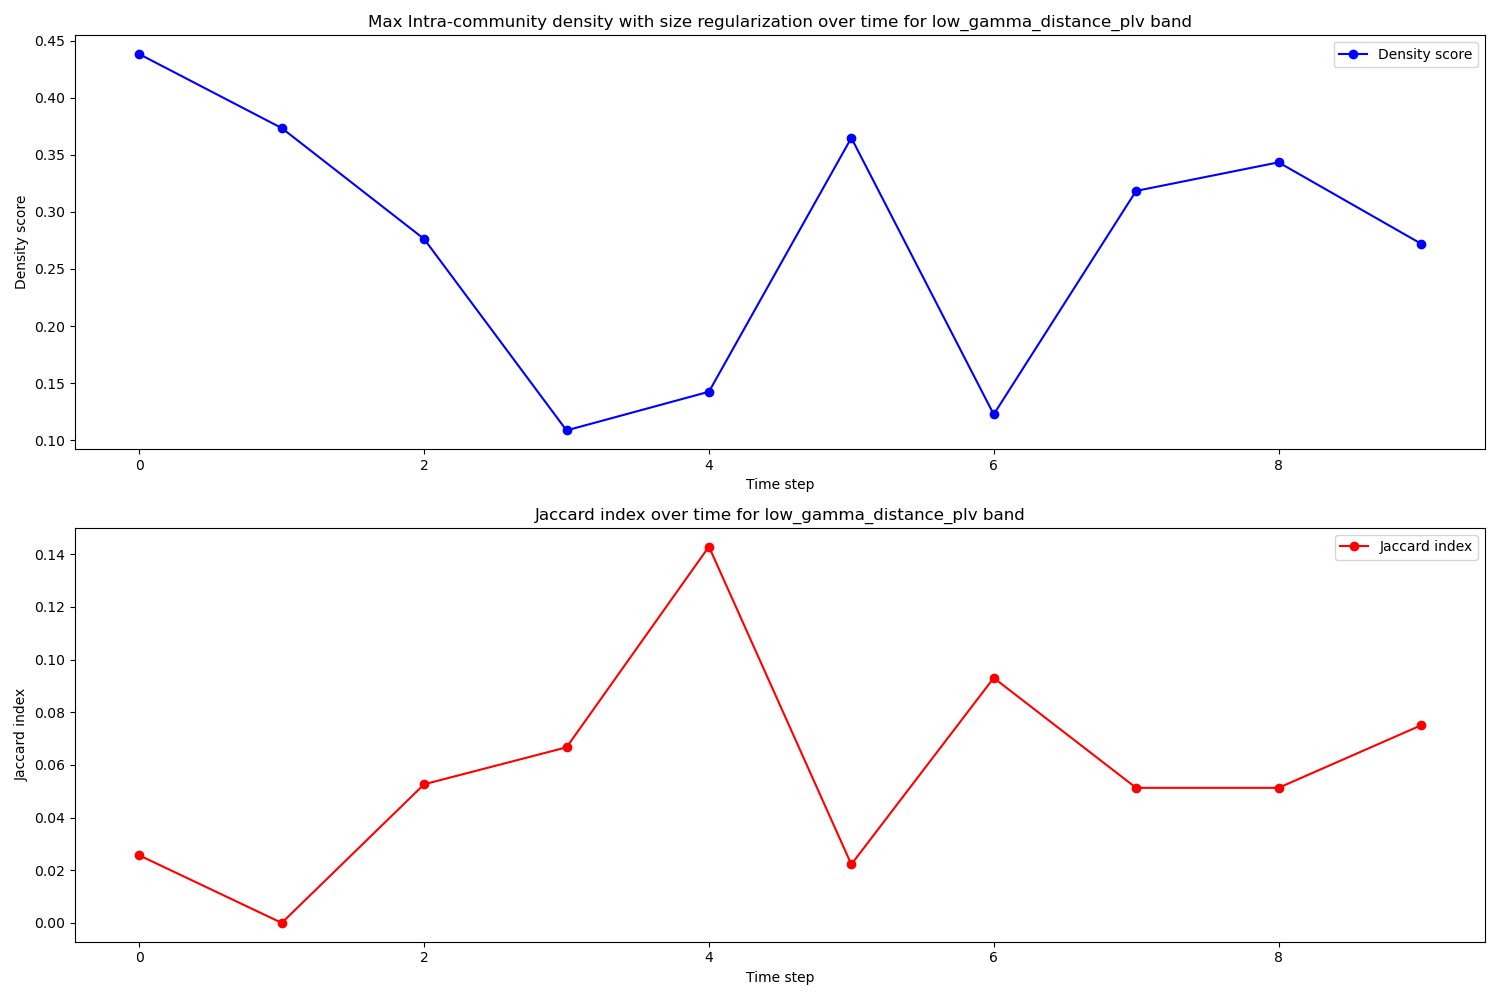 Max Intra-community density with size regularization over time for low_gamma_distance_plv band
Density score
0.45
0.40
0.35
0.30
0.25
0.20
0.15
0.10
Density score
0 2 4 6 8
Time step
Jaccard index over time for low_gamma_distance_plv band
Jaccard index
0.14
0.12
0.10
0.08
0.06
0.04
0.02
0.00
Jaccard index
0 2 4 6 8
Time step